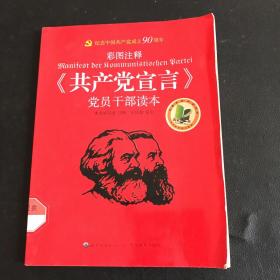 纪念中国共产党成立90周年
彩图注释
Manifest der Kommunistischen Partei
《共产党宣言》
党员干部读本